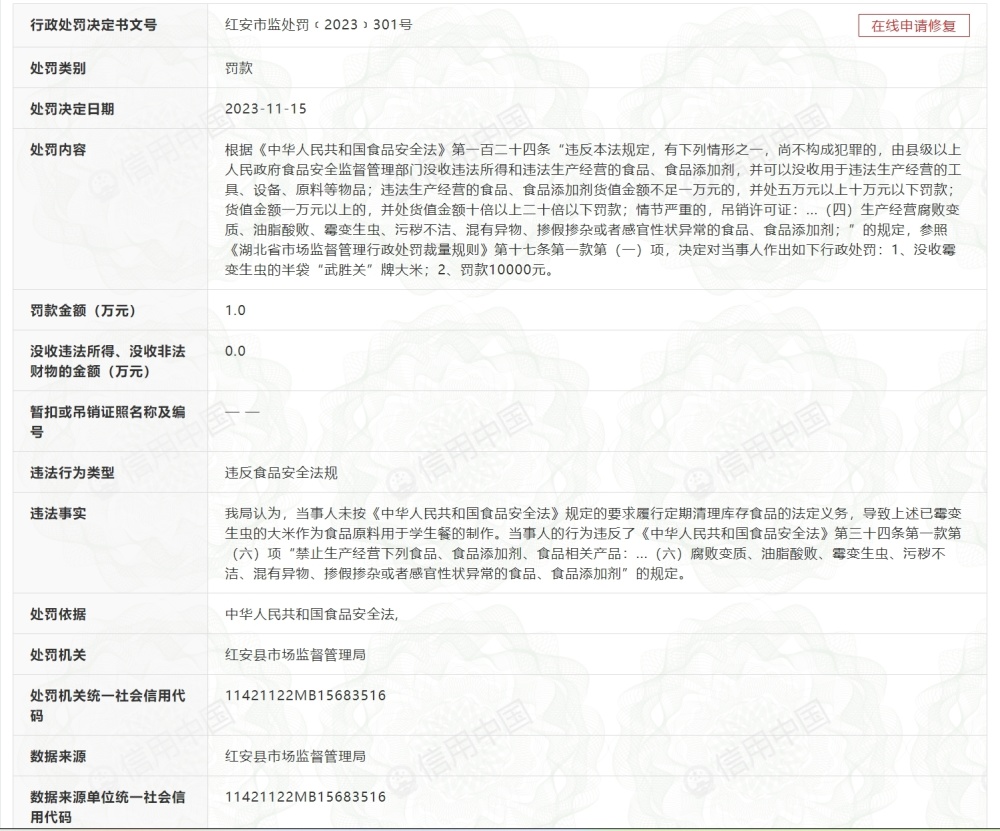 行政处罚决定书文号
红安市监处罚﹝2023﹞301号
在线申请修复
处罚类别
罚款
处罚决定日期
2023-11-15
处罚内容
根据《中华人民共和国食品安全法》第一百二十四条“违反本法规定，有下列情形之一，尚不构成犯罪的，由县级以上
人民政府食品安全监督管理部门没收违法所得和违法生产经营的食品、食品添加剂，并可以没收用于违法生产经营的工
具、设备、原料等物品；违法生产经营的食品、食品添加剂货值金额不足一万元的，并处五万元以上十万元以下罚款；
货值金额一万元以上的，并处货值金额十倍以上二十倍以下罚款；情节严重的，吊销许可证：...（四）生产经营腐败变
质、油脂酸败、霉变生虫、污秽不洁、混有异物、掺假掺杂或者感官性状异常的食品、食品添加剂；”的规定，参照
《湖北省市场监督管理行政处罚裁量规则》第十七条第一款第（一）项，决定对当事人作出如下行政处罚：1、没收霉
变生虫的半袋“武胜关”牌大米；2、罚款10000元。
罚款金额（万元）
1.0
没收违法所得、没收非法
财物的金额（万元）
0.0
暂扣或吊销证照名称及编
号
— —
违法行为类型
违反食品安全法规
违法事实
我局认为，当事人未按《中华人民共和国食品安全法》规定的要求履行定期清理库存食品的法定义务，导致上述已霉变
生虫的大米作为食品原料用于学生餐的制作。当事人的行为违反了《中华人民共和国食品安全法》第三十四条第一款第
（六）项“禁止生产经营下列食品、食品添加剂、食品相关产品：...（六）腐败变质、油脂酸败、霉变生虫、污秽不
洁、混有异物、掺假掺杂或者感官性状异常的食品、食品添加剂”的规定。
处罚依据
中华人民共和国食品安全法,
处罚机关
红安县市场监督管理局
处罚机关统一社会信用代
码
11421122MB15683516
数据来源
红安县市场监督管理局
数据来源单位统一社会信
用代码
11421122MB15683516
信用中国
信用中国
信用中国
信用中国
信用中国
信用中国
信用中国
信用中国
信用中国